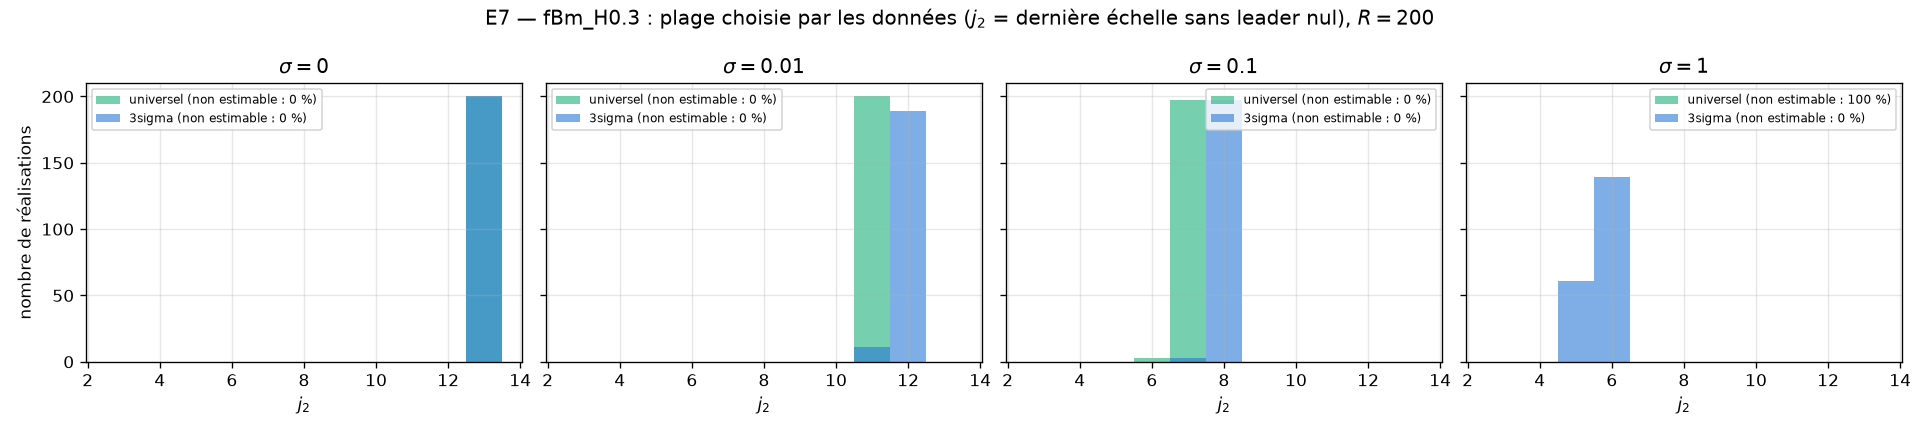 E7 — fBm_H0.3 : plage choisie par les données (j₂ = dernière échelle sans leader nul), R = 200
σ = 0
σ = 0.01
σ = 0.1
σ = 1
universel (non estimable : 0 %)
3sigma (non estimable : 0 %)
universel (non estimable : 0 %)
3sigma (non estimable : 0 %)
universel (non estimable : 0 %)
3sigma (non estimable : 0 %)
universel (non estimable : 100 %)
3sigma (non estimable : 0 %)
nombre de réalisations
200
150
100
50
0
2 4 6 8 10 12 14
2 4 6 8 10 12 14
2 4 6 8 10 12 14
2 4 6 8 10 12 14
j₂
j₂
j₂
j₂